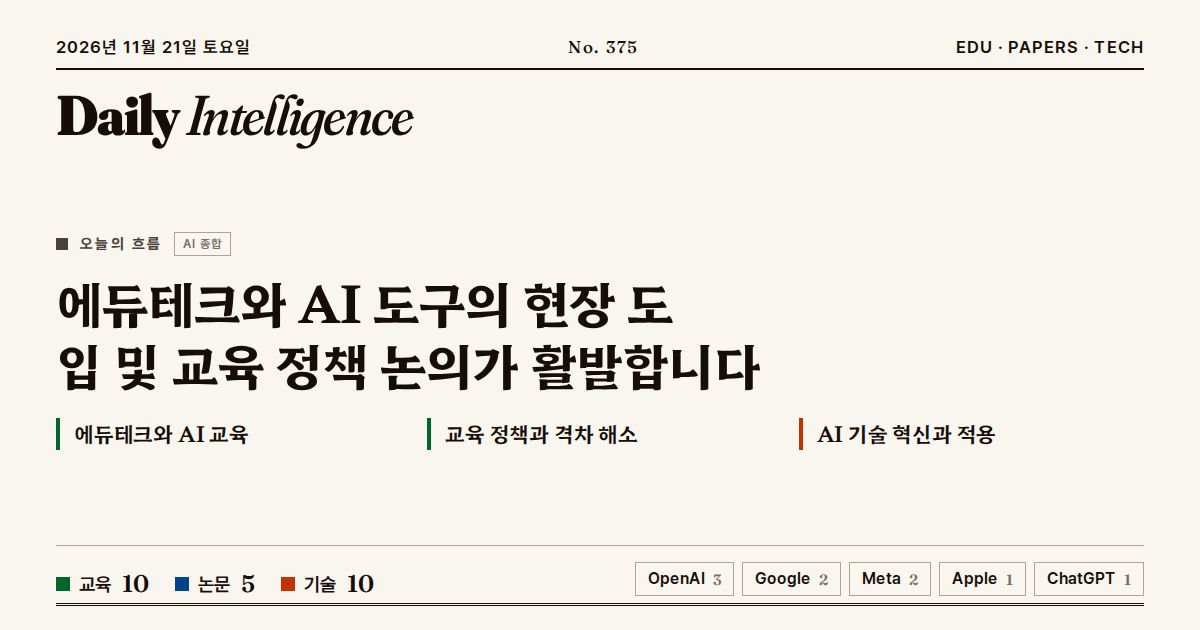 2026년 11월 21일 토요일
No. 375
EDU · PAPERS · TECH
Daily Intelligence
오늘의 흐름
AI 종합
에듀테크와 AI 도구의 현장 도
입 및 교육 정책 논의가 활발합니다
에듀테크와 AI 교육
교육 정책과 격차 해소
AI 기술 혁신과 적용
교육 10
논문 5
기술 10
OpenAI 3
Google 2
Meta 2
Apple 1
ChatGPT 1